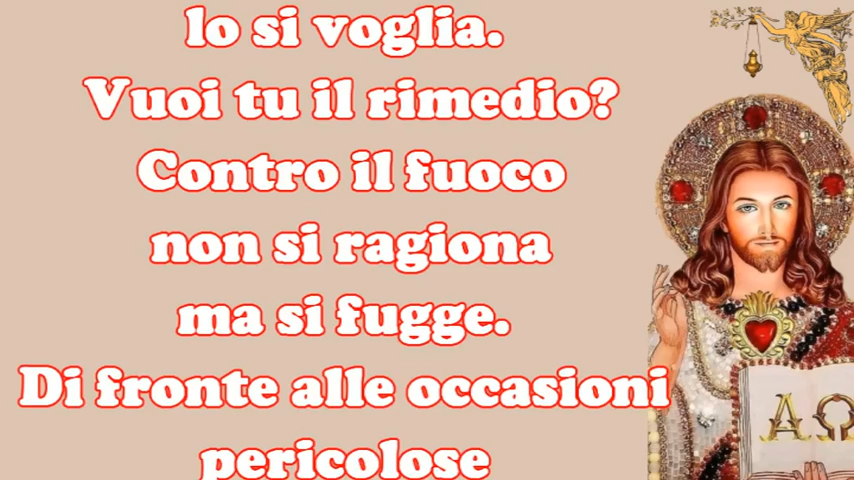 lo si voglia.
Vuoi tu il rimedio?
Contro il fuoco
non si ragiona
ma si fugge.
Di fronte alle occasioni
pericolose
Α Ω